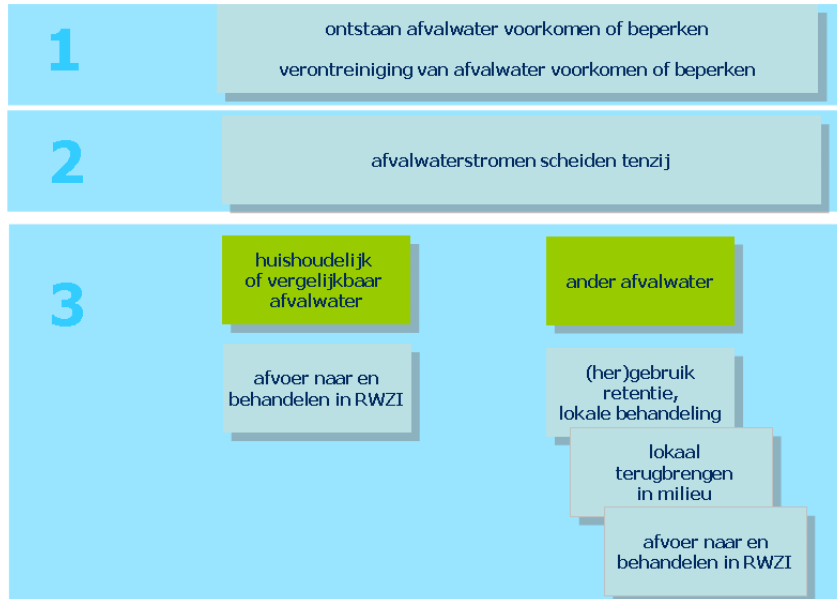 1
ontstaan afvalwater voorkomen of beperken
verontreiniging van afvalwater voorkomen of beperken
2
afvalwaterstromen scheiden tenzij
3
huishoudelijk
of vergelijkbaar
afvalwater
afvoer naar en
behandelen in RWZI
ander afvalwater
(her)gebruik
retentie,
lokale behandeling
lokaal
terugbrengen
in milieu
afvoer naar en
behandelen in RWZI